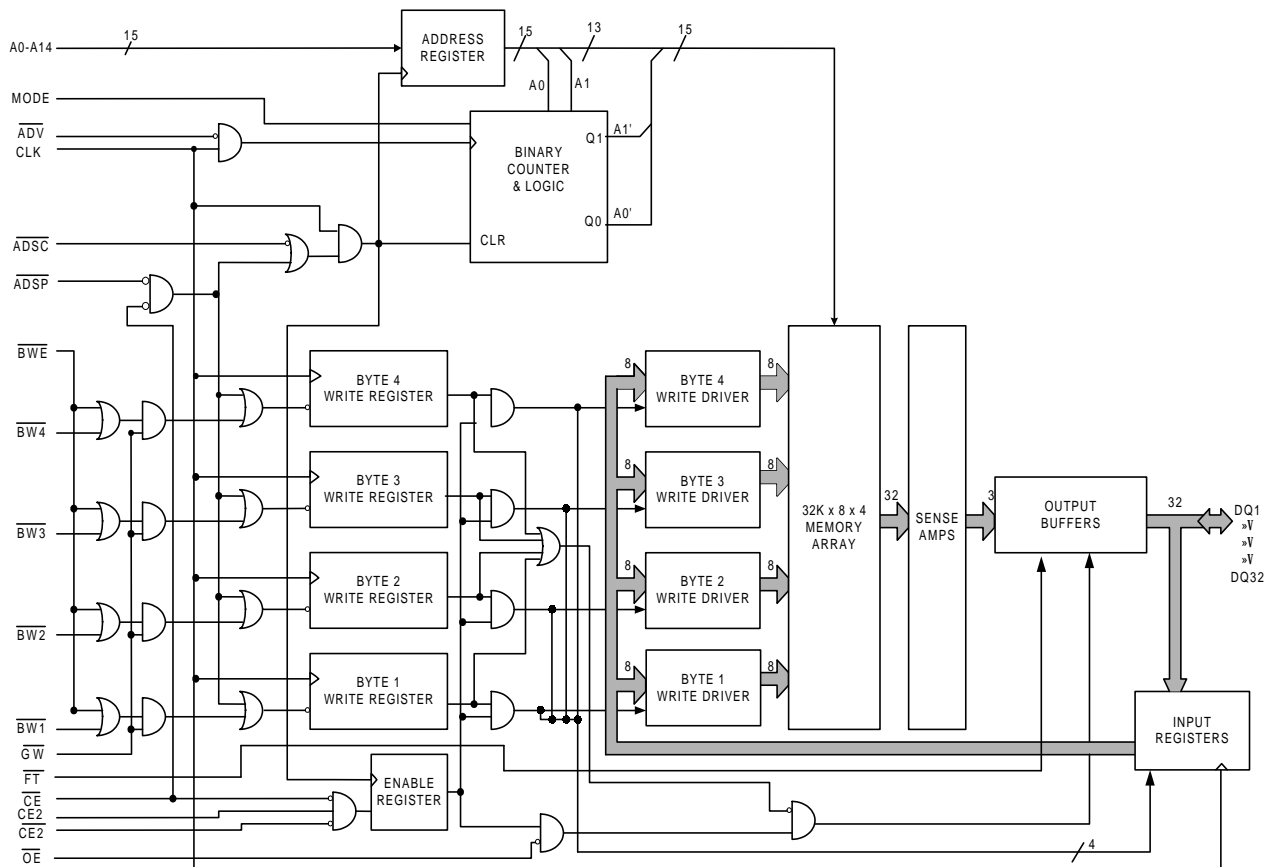 A0-A14
15
ADDRESS
REGISTER
15
13
15
A0
A1
MODE
ADV
CLK
BINARY
COUNTER
& LOGIC
Q1
A1'
Q0
A0'
CLR
ADSC
ADSP
BWE
BW4
BW3
BW2
BW1
GW
FT
CE
CE2
CE2
OE
BYTE 4
WRITE REGISTER
BYTE 3
WRITE REGISTER
BYTE 2
WRITE REGISTER
BYTE 1
WRITE REGISTER
ENABLE
REGISTER
8
BYTE 4
WRITE DRIVER
8
8
BYTE 3
WRITE DRIVER
8
8
BYTE 2
WRITE DRIVER
8
8
BYTE 1
WRITE DRIVER
8
32K x 8 x 4
MEMORY
ARRAY
32
SENSE
AMPS
3
OUTPUT
BUFFERS
32
DQ1
»V
»V
»V
DQ32
INPUT
REGISTERS
4